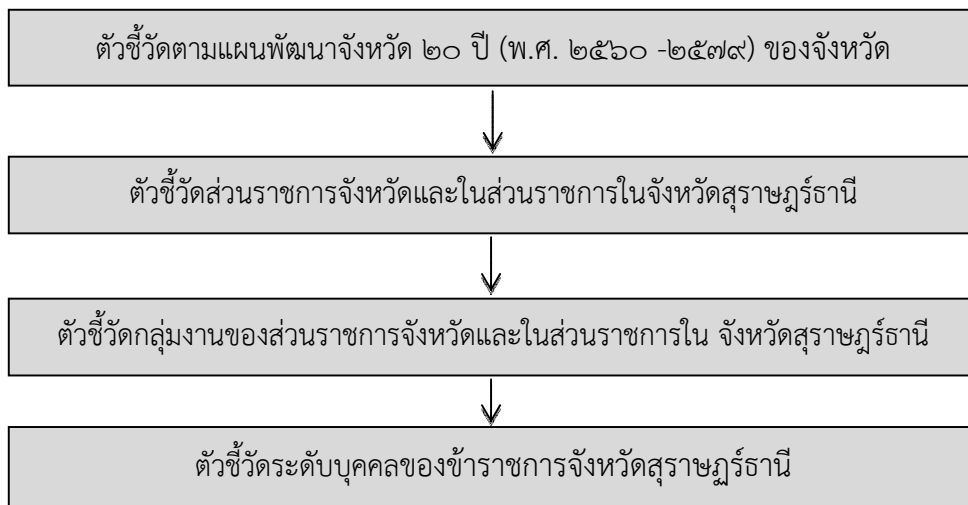 ตัวชี้วัดตามแผนพัฒนาจังหวัด ๒๐ ปี (พ.ศ. ๒๕๖๐ -๒๕๗๙) ของจังหวัด
ตัวชี้วัดส่วนราชการจังหวัดและในส่วนราชการในจังหวัดสุราษฎร์ธานี
ตัวชี้วัดกลุ่มงานของส่วนราชการจังหวัดและในส่วนราชการใน จังหวัดสุราษฎร์ธานี
ตัวชี้วัดระดับบุคคลของข้าราชการจังหวัดสุราษฎร์ธานี